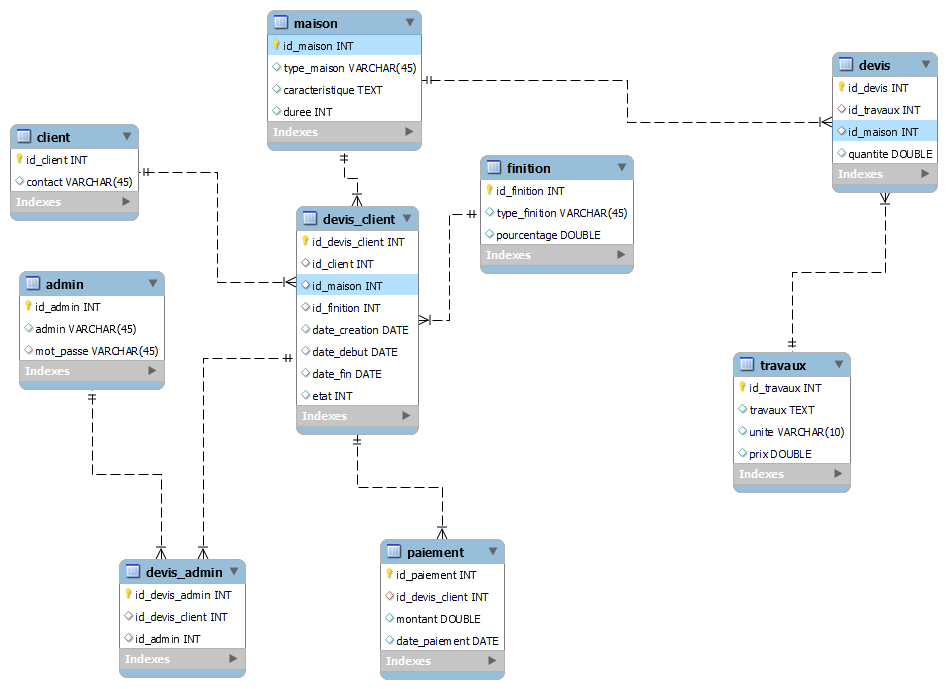 maison
id_maison INT
type_maison VARCHAR(45)
caracteristique TEXT
duree INT
Indexes
devis
id_devis INT
id_travaux INT
id_maison INT
quantite DOUBLE
Indexes
client
id_client INT
contact VARCHAR(45)
Indexes
finition
id_finition INT
type_finition VARCHAR(45)
pourcentage DOUBLE
Indexes
devis_client
id_devis_client INT
id_client INT
id_maison INT
id_finition INT
date_creation DATE
date_debut DATE
date_fin DATE
etat INT
Indexes
admin
id_admin INT
admin VARCHAR(45)
mot_passe VARCHAR(45)
Indexes
travaux
id_travaux INT
travaux TEXT
unite VARCHAR(10)
prix DOUBLE
Indexes
devis_admin
id_devis_admin INT
id_devis_client INT
id_admin INT
Indexes
paiement
id_paiement INT
id_devis_client INT
montant DOUBLE
date_paiement DATE
Indexes